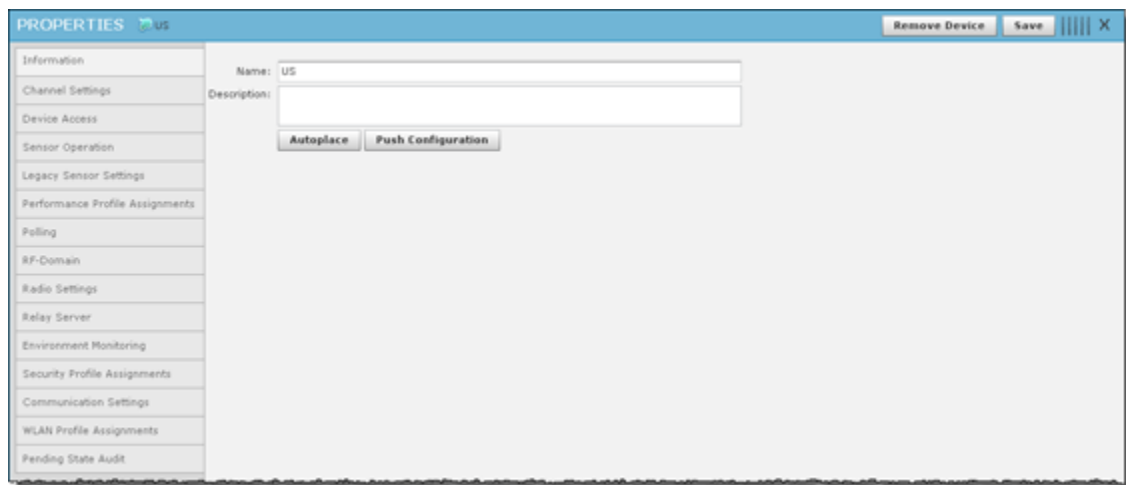 PROPERTIES US
Remove Device Save X
Information
Channel Settings
Device Access
Sensor Operation
Legacy Sensor Settings
Performance Profile Assignments
Polling
RF-Domain
Radio Settings
Relay Server
Environment Monitoring
Security Profile Assignments
Communication Settings
WLAN Profile Assignments
Pending State Audit
Name: US
Description:
Autoplace Push Configuration